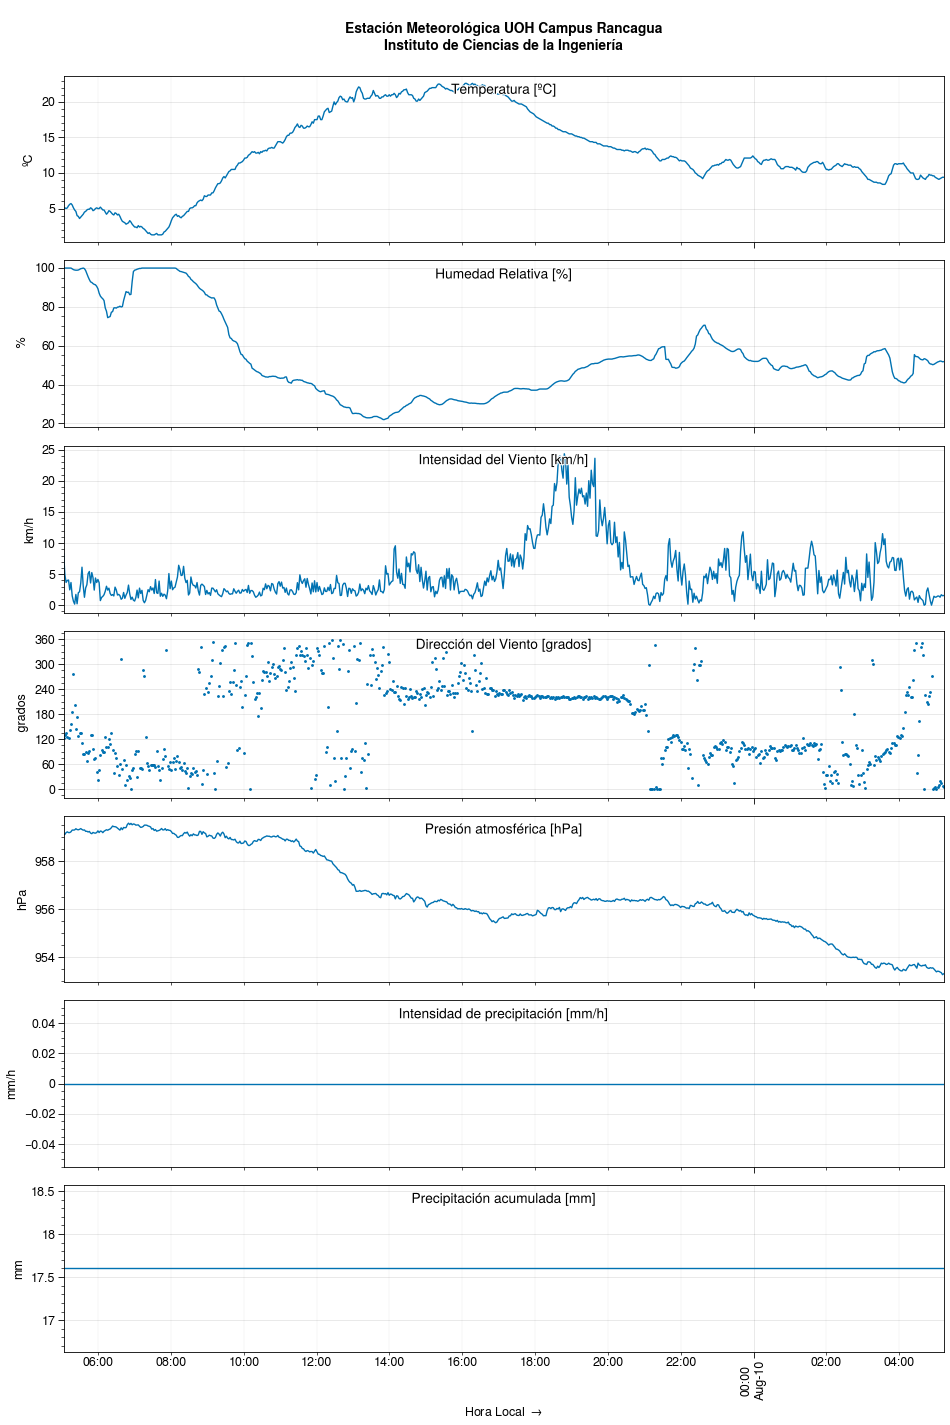 Estación Meteorológica UOH Campus Rancagua
Instituto de Ciencias de la Ingeniería
Temperatura [ºC]
ºC
20
15
10
5
Humedad Relativa [%]
%
100
80
60
40
20
Intensidad del Viento [km/h]
km/h
25
20
15
10
5
0
Dirección del Viento [grados]
grados
360
300
240
180
120
60
0
Presión atmosférica [hPa]
hPa
958
956
954
Intensidad de precipitación [mm/h]
mm/h
0.04
0.02
0
−0.02
−0.04
Precipitación acumulada [mm]
mm
18.5
18
17.5
17
06:00 08:00 10:00 12:00 14:00 16:00 18:00 20:00 22:00 00:00 02:00 04:00
Aug-10
Hora Local →